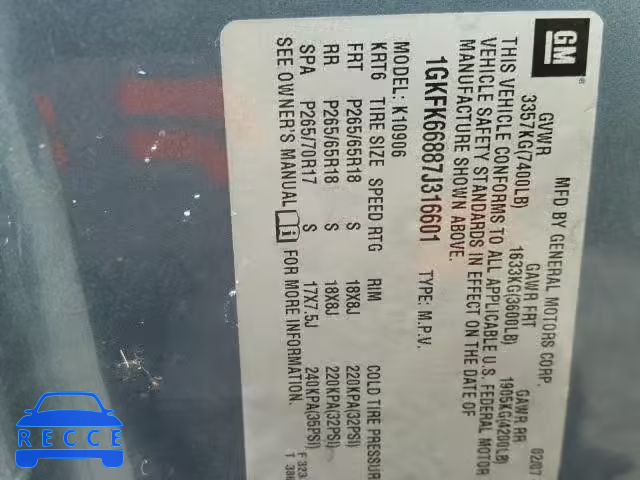 GM
MFD BY GENERAL MOTORS CORP. 02/07
GVWR GAWR FRT GAWR RR
3357KG(7400LB) 1633KG(3600LB) 1905KG(4200LB)
THIS VEHICLE CONFORMS TO ALL APPLICABLE U.S. FEDERAL MOTOR
VEHICLE SAFETY STANDARDS IN EFFECT ON THE DATE OF
MANUFACTURE SHOWN ABOVE.
1GKFK66887J316601 TYPE: M.P.V.
MODEL: K10906
KRT6 TIRE SIZE SPEED RTG RIM COLD TIRE PRESSUR
FRT P265/65R18 S 18X8J 220KPA(32PSI)
RR P265/65R18 S 18X8J 220KPA(32PSI)
SPA P265/70R17 S 17X7.5J 240KPA(35PSI)
SEE OWNER'S MANUAL i FOR MORE INFORMATION.
F 323
T 38
RECCE